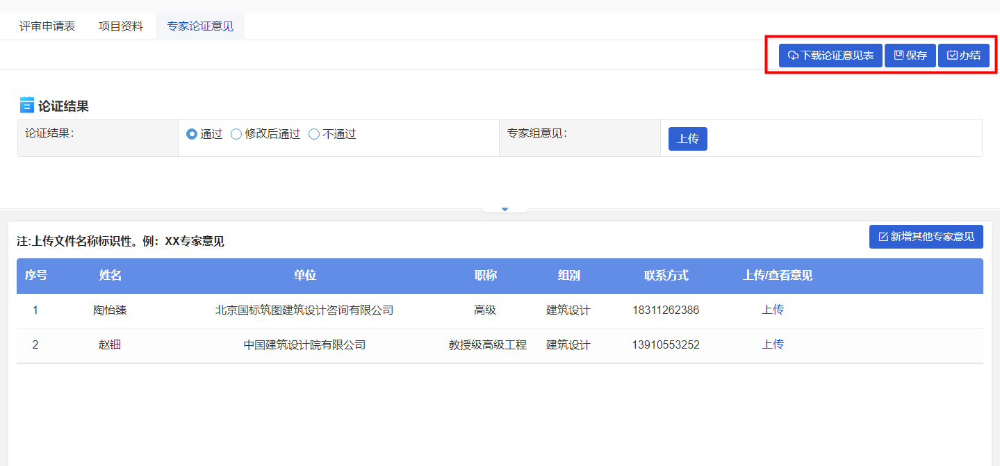 评审申请表 项目资料 专家论证意见
下载论证意见表 保存 办结
论证结果
论证结果: 通过 修改后通过 不通过 专家组意见: 上传
注:上传文件名称标识性。例：XX专家意见 新增其他专家意见
序号 姓名 单位 职称 组别 联系方式 上传/查看意见
1 陶怡臻 北京国标筑图建筑设计咨询有限公司 高级 建筑设计 18311262386 上传
2 赵钿 中国建筑设计院有限公司 教授级高级工程 建筑设计 13910553252 上传